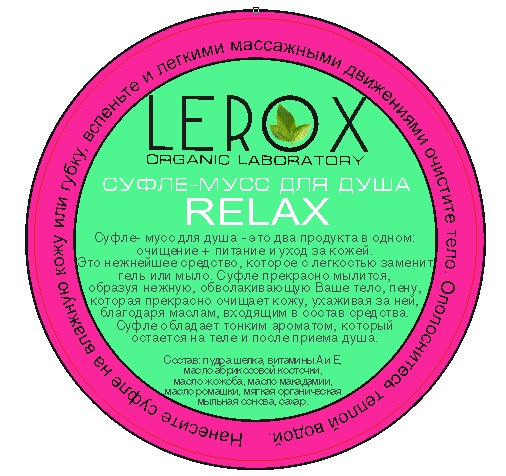 LEROX
ORGANIC LABORATORY
СУФЛЕ-МУСС ДЛЯ ДУША
RELAX
Суфле- мусс для душа - это два продукта в одном:
очищение + питание и уход за кожей.
Это нежнейшее средство, которое с легкостью заменит
гель или мыло. Суфле прекрасно мылится,
образуя нежную, обволакивающую Ваше тело, пену,
которая прекрасно очищает кожу, ухаживая за ней,
благодаря маслам, входящим в состав средства.
Суфле обладает тонким ароматом, который
остается на теле и после приема душа.
Состав: пудра шелка, витамины А и Е,
масло абрикосовой косточки,
масло жожоба, масло макадамии,
масло ромашки, мягкая органическая
мыльная основа, сахар.
Нанесите суфле на влажную кожу или губку, вспеньте и легкими массажными движениями очистите тело. Ополоснитесь теплой водой.